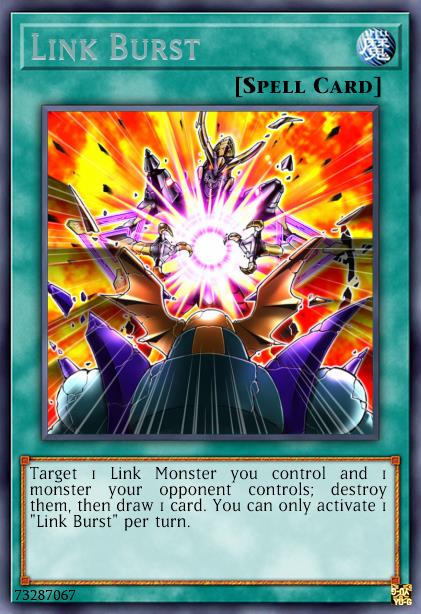 LINK BURST
魔
[SPELL CARD]
Target 1 Link Monster you control and 1
monster your opponent controls; destroy
them, then draw 1 card. You can only activate 1
"Link Burst" per turn.
73287067